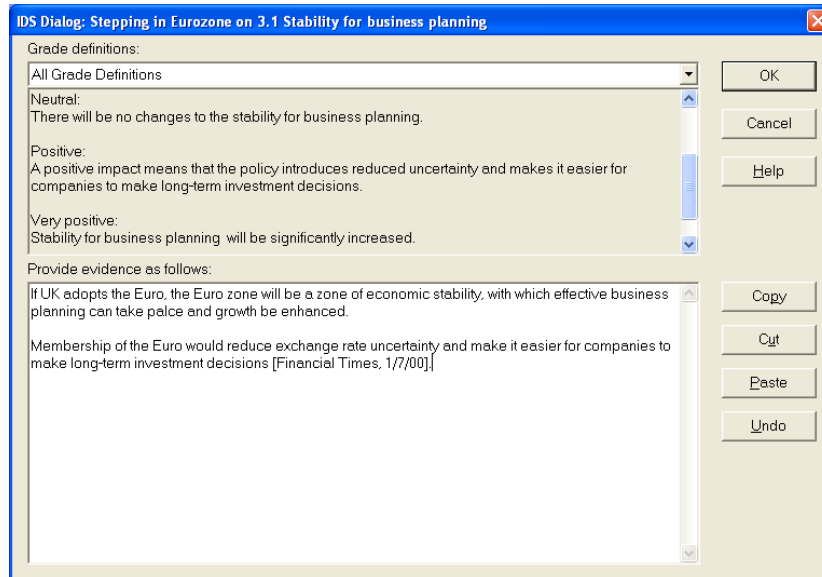 IDS Dialog: Stepping in Eurozone on 3.1 Stability for business planning
Grade definitions:
All Grade Definitions
OK
Neutral:
There will be no changes to the stability for business planning.
Cancel
Positive:
A positive impact means that the policy introduces reduced uncertainty and makes it easier for
companies to make long-term investment decisions.
Help
Very positive:
Stability for business planning will be significantly increased.
Provide evidence as follows:
If UK adopts the Euro, the Euro zone will be a zone of economic stability, with which effective business
planning can take palce and growth be enhanced.
Copy
Membership of the Euro would reduce exchange rate uncertainty and make it easier for companies to
make long-term investment decisions [Financial Times, 1/7/00].
Cut
Paste
Undo